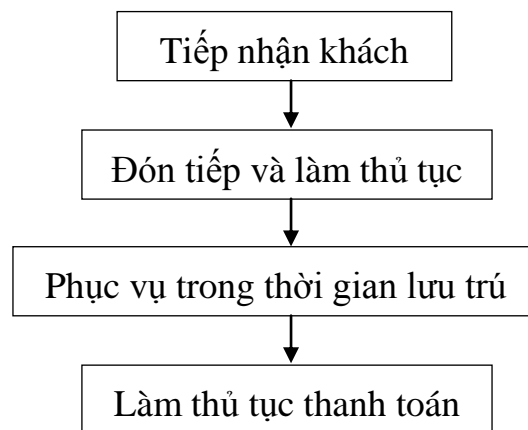 Tiếp nhận khách
Đón tiếp và làm thủ tục
Phục vụ trong thời gian lưu trú
Làm thủ tục thanh toán